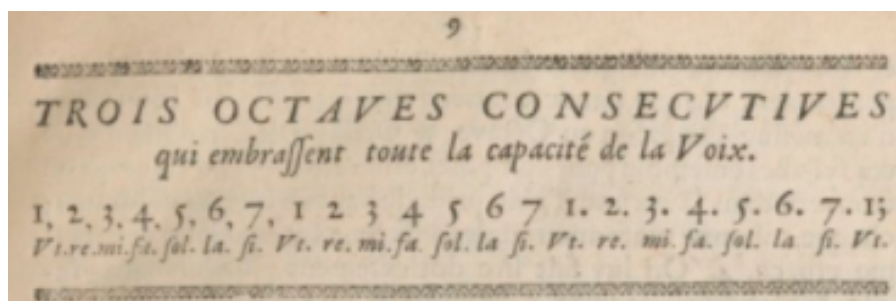 9
TROIS OCTAVES CONSECVTIVES
qui embraſſent toute la capacité de la Voix.
1, 2, 3, 4, 5, 6, 7, 1 2 3 4 5 6 7 1. 2. 3. 4. 5. 6. 7. 1;
Vt.re.mi.fa. ſol. la. ſi. Vt. re. mi. fa. ſol. la ſi. Vt. re. mi. fa. ſol. la. ſi. Vt.